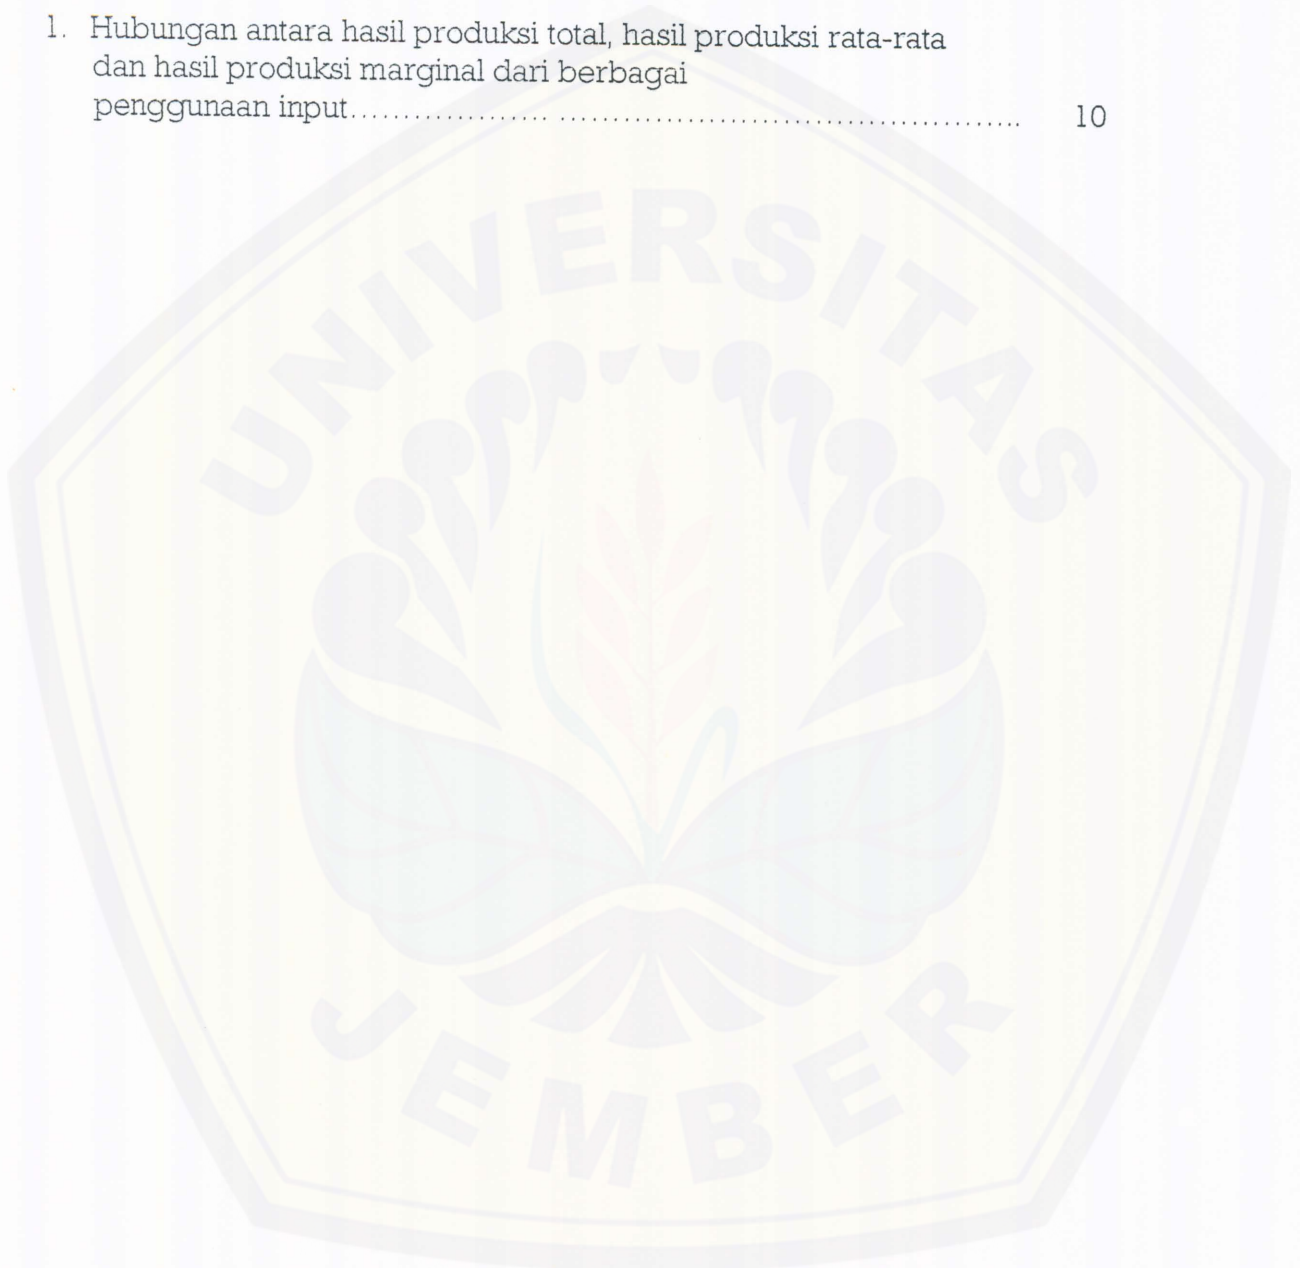 1. Hubungan antara hasil produksi total, hasil produksi rata-rata
dan hasil produksi marginal dari berbagai
penggunaan input.................................................................. 10
UNIVERSITAS
JEMBER